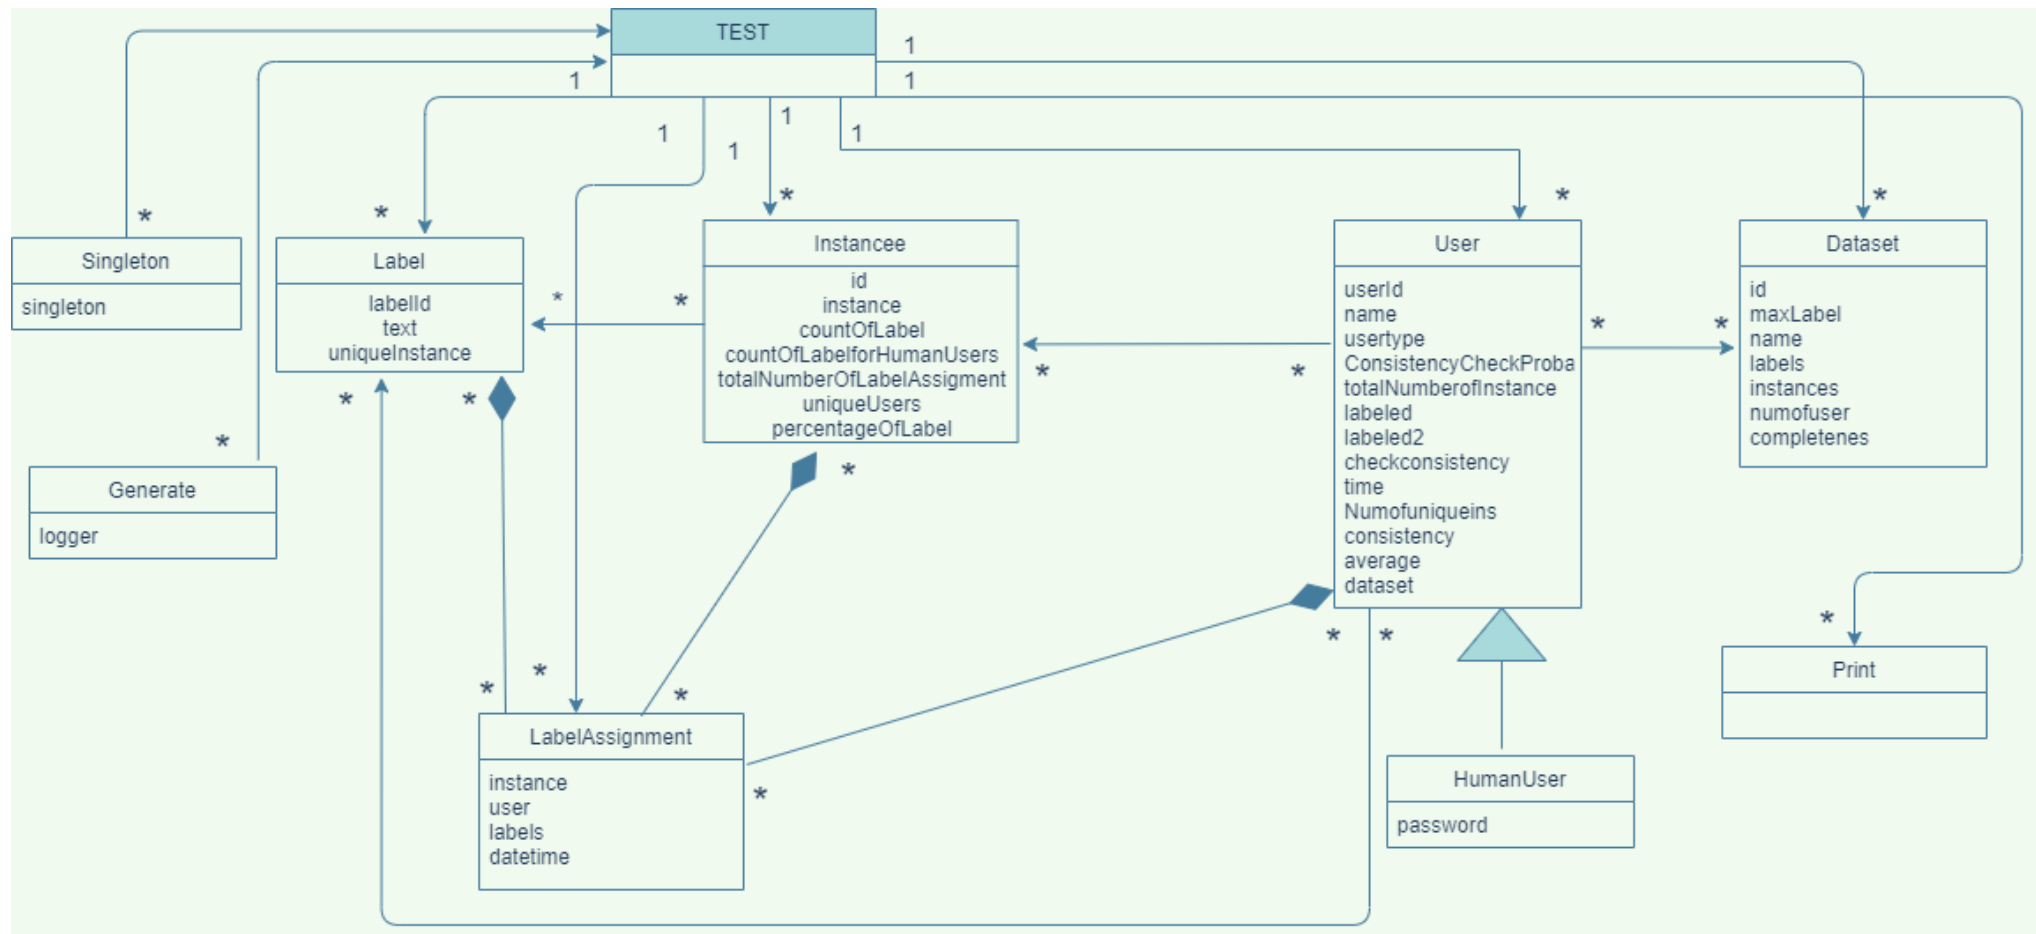 TEST
1
1
1
1
1
1
1
*
*
*
*
*
Singleton
singleton
Label
labelId
text
uniqueInstance
Instancee
id
instance
countOfLabel
countOfLabelforHumanUsers
totalNumberOfLabelAssigment
uniqueUsers
percentageOfLabel
User
userId
name
usertype
ConsistencyCheckProba
totalNumberofInstance
labeled
labeled2
checkconsistency
time
Numofuniqueins
consistency
average
dataset
Dataset
id
maxLabel
name
labels
instances
numofuser
completenes
*
*
*
*
*
*
*
*
*
*
Generate
logger
*
*
*
*
*
*
*
*
LabelAssignment
instance
user
labels
datetime
HumanUser
password
Print